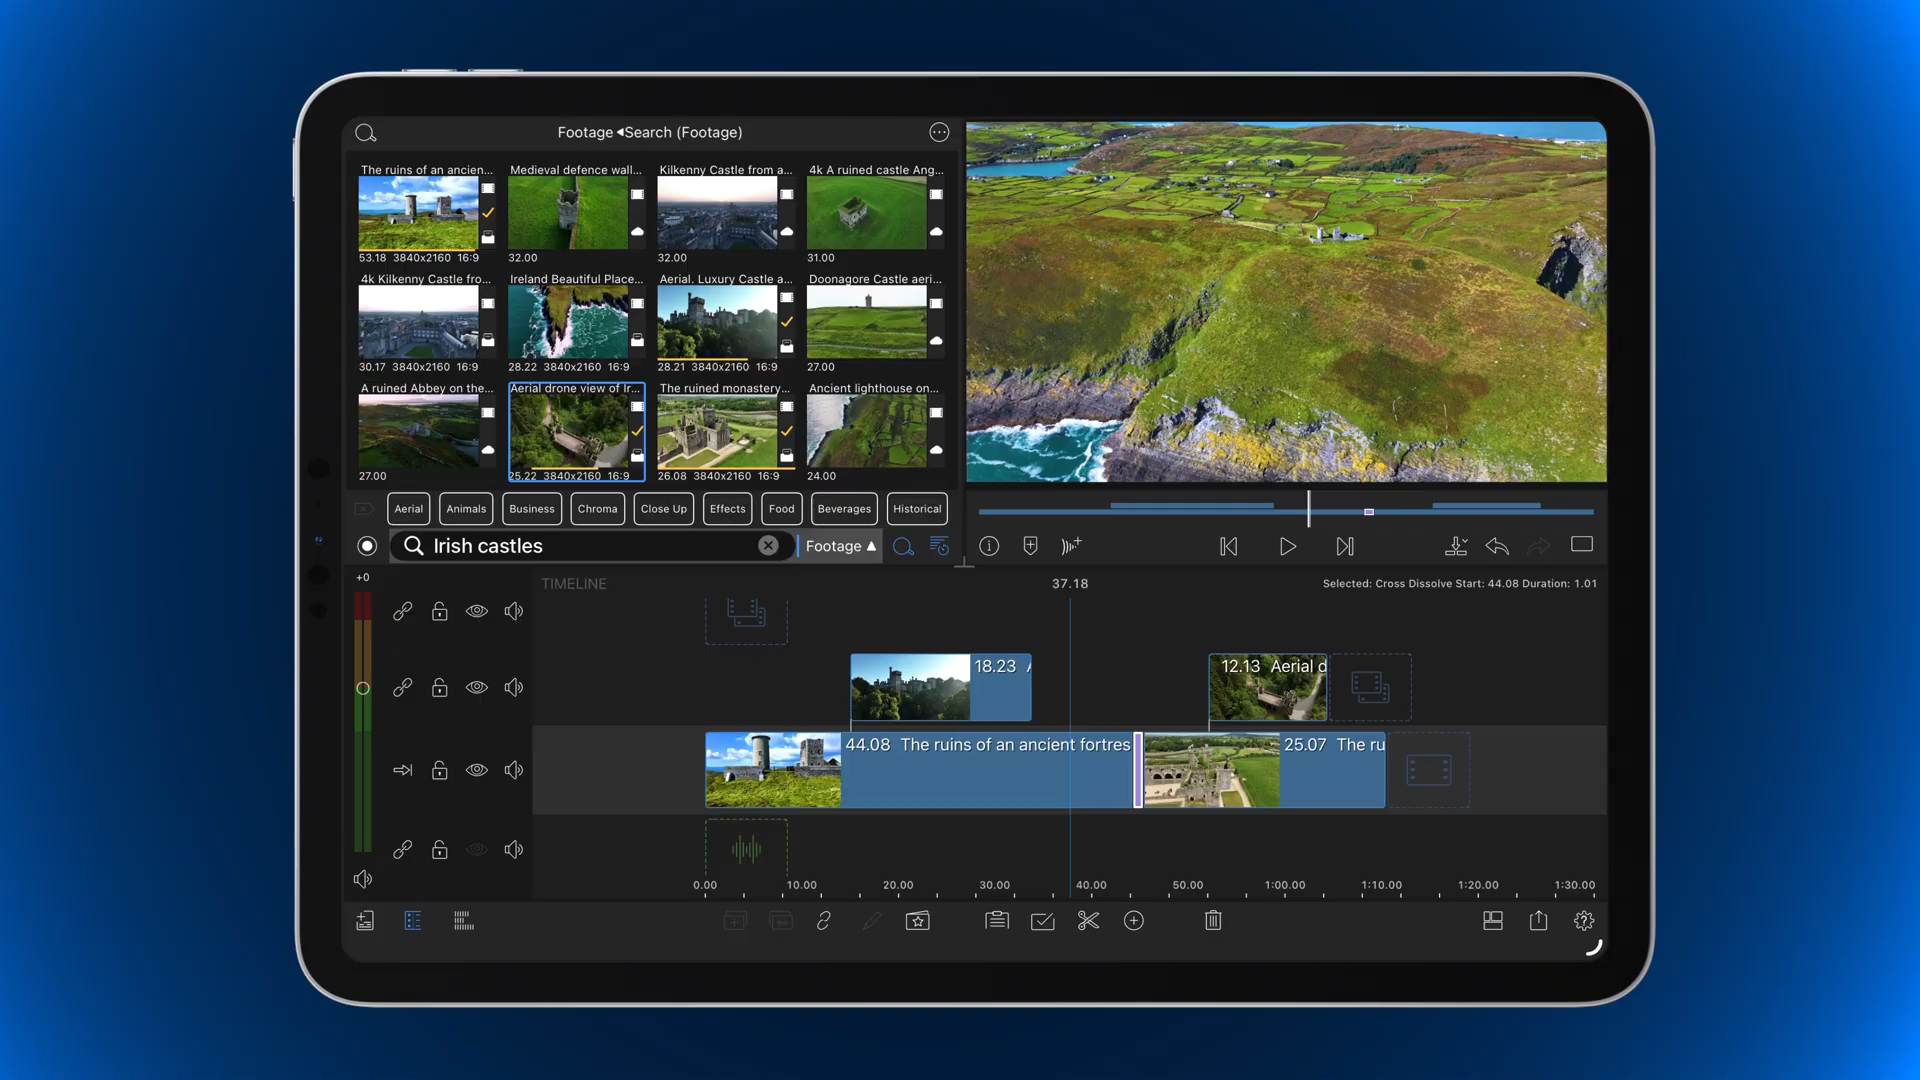 Footage ◂Search (Footage)
The ruins of an ancien...
Medieval defence wall...
Kilkenny Castle from a...
4k A ruined castle Ang...
53.18 3840x2160 16:9
32.00
32.00
31.00
4k Kilkenny Castle fro...
Ireland Beautiful Place...
Aerial. Luxury Castle a...
Doonagore Castle aeri...
30.17 3840x2160 16:9
28.22 3840x2160 16:9
28.21 3840x2160 16:9
27.00
A ruined Abbey on the...
Aerial drone view of Ir...
The ruined monastery...
Ancient lighthouse on...
27.00
25.22 3840x2160 16:9
26.08 3840x2160 16:9
24.00
Aerial
Animals
Business
Chroma
Close Up
Effects
Food
Beverages
Historical
Irish castles
Footage ▲
+0
TIMELINE
37.18
Selected: Cross Dissolve Start: 44.08 Duration: 1.01
18.23
12.13 Aerial d
44.08 The ruins of an ancient fortres
25.07 The ru
0.00
10.00
20.00
30.00
40.00
50.00
1:00.00
1:10.00
1:20.00
1:30.00